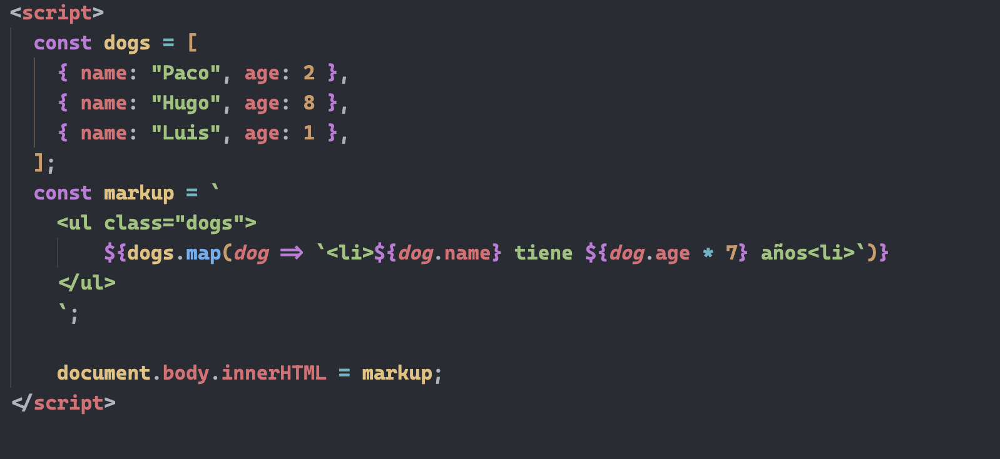 <script>
const dogs = [
{ name: "Paco", age: 2 },
{ name: "Hugo", age: 8 },
{ name: "Luis", age: 1 },
];
const markup = `
<ul class="dogs">
${dogs.map(dog => `<li>${dog.name} tiene ${dog.age * 7} años<li>`)}
</ul>
`;
document.body.innerHTML = markup;
</script>